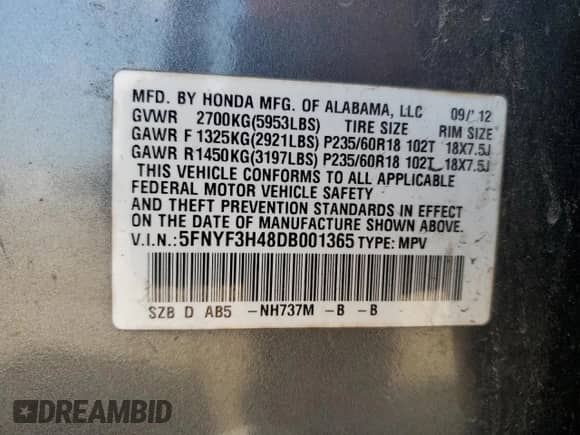 MFD. BY HONDA MFG. OF ALABAMA, LLC 09/12
GVWR 2700KG(5953LBS) TIRE SIZE RIM SIZE
GAWR F 1325KG(2921LBS) P235/60R18 102T 18X7.5J
GAWR R 1450KG(3197LBS) P235/60R18 102T 18X7.5J
THIS VEHICLE CONFORMS TO ALL APPLICABLE
FEDERAL MOTOR VEHICLE SAFETY
AND THEFT PREVENTION STANDARDS IN EFFECT
ON THE DATE OF MANUFACTURE SHOWN ABOVE.
V.I.N.:5FNYF3H48DB001365 TYPE: MPV
SZB D AB5 -NH737M -B -B
DREAMBID